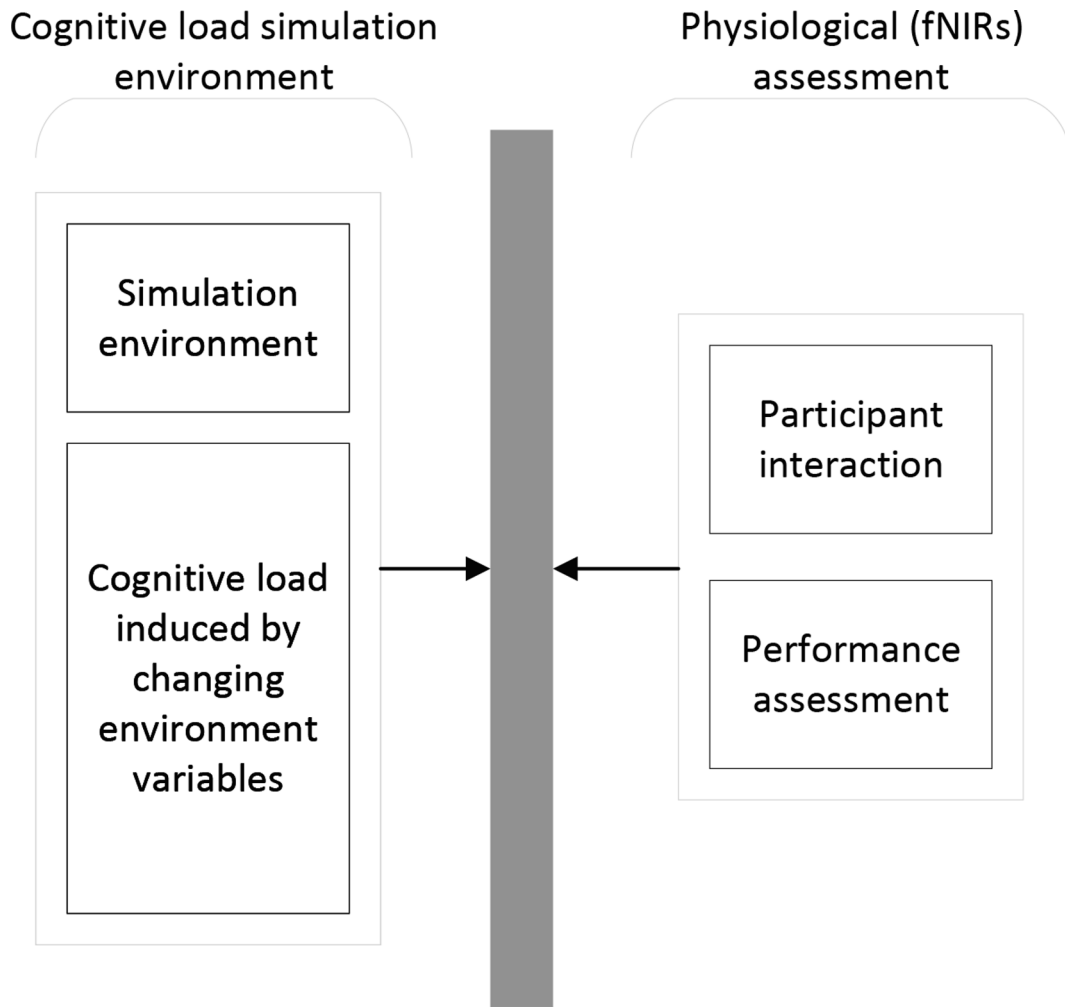 Cognitive load simulation
environment
Physiological (fNIRs)
assessment
Simulation
environment
Cognitive load
induced by
changing
environment
variables
Participant
interaction
Performance
assessment